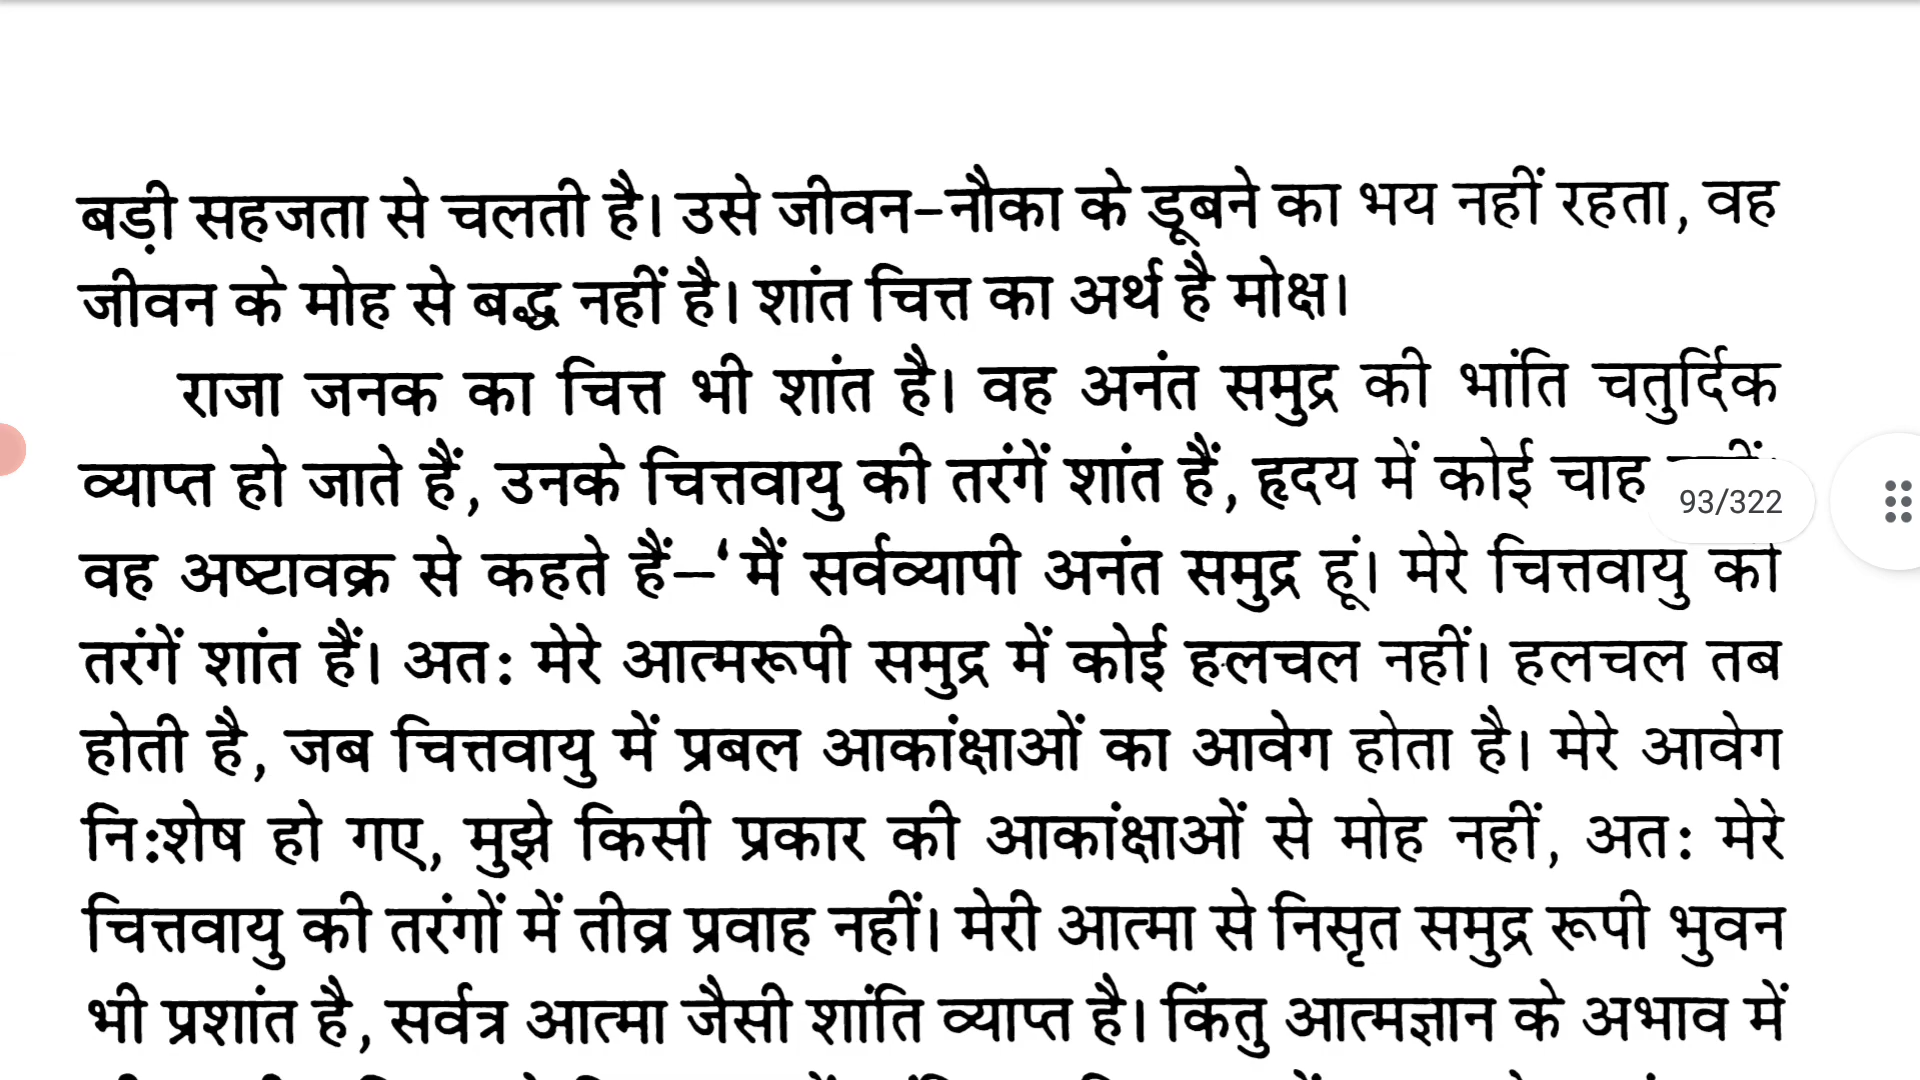 बड़ी सहजता से चलती है। उसे जीवन-नौका के डूबने का भय नहीं रहता, वह
जीवन के मोह से बद्ध नहीं है। शांत चित्त का अर्थ है मोक्ष।
राजा जनक का चित्त भी शांत है। वह अनंत समुद्र की भांति चतुर्दिक
व्याप्त हो जाते हैं, उनके चित्तवायु की तरंगें शांत हैं, हृदय में कोई चाह
93/322
वह अष्टावक्र से कहते हैं–‘मैं सर्वव्यापी अनंत समुद्र हूं। मेरे चित्तवायु की
तरंगें शांत हैं। अत: मेरे आत्मरूपी समुद्र में कोई हलचल नहीं। हलचल तब
होती है, जब चित्तवायु में प्रबल आकांक्षाओं का आवेग होता है। मेरे आवेग
नि:शेष हो गए, मुझे किसी प्रकार की आकांक्षाओं से मोह नहीं, अत: मेरे
चित्तवायु की तरंगों में तीव्र प्रवाह नहीं। मेरी आत्मा से निसृत समुद्र रूपी भुवन
भी प्रशांत है, सर्वत्र आत्मा जैसी शांति व्याप्त है। किंतु आत्मज्ञान के अभाव में